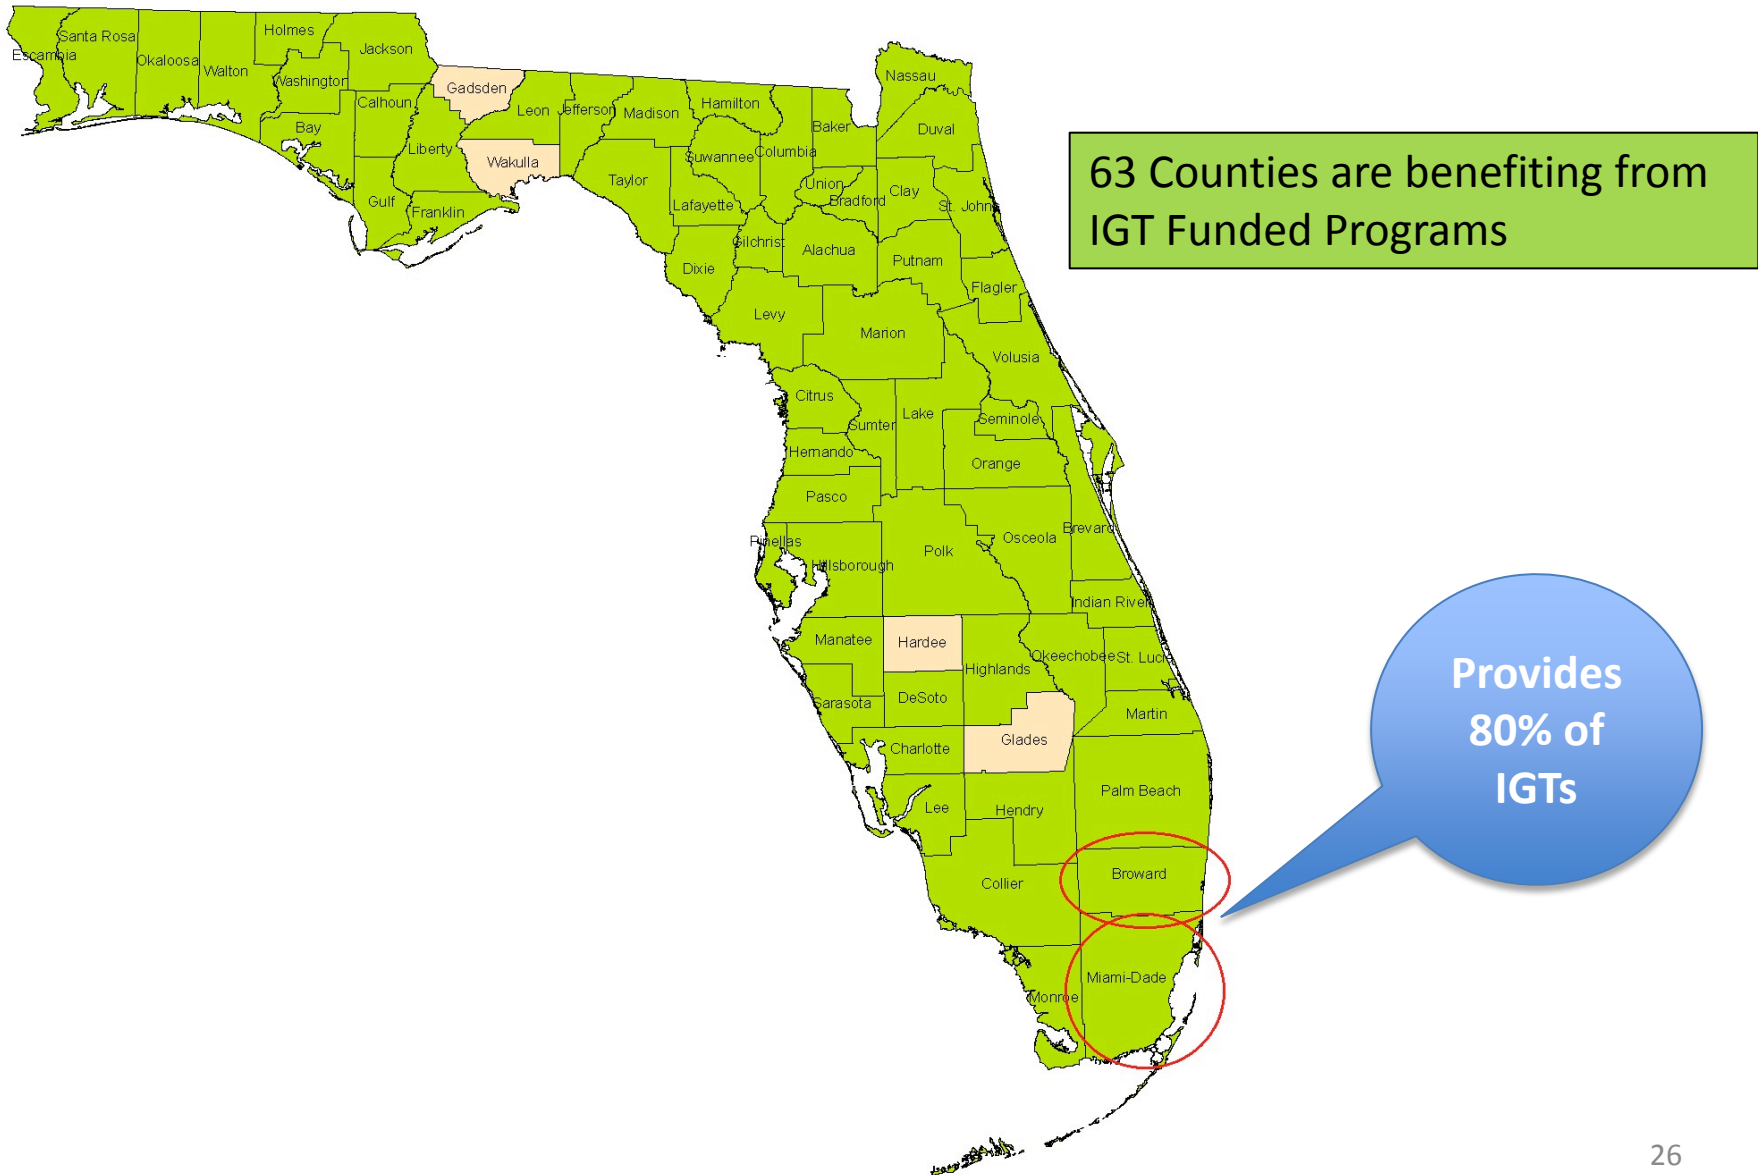 Holmes
Santa Rosa
Jackson
Escambia
Okaloosa
Walton
Washington
Gadsden
Nassau
Calhoun
Leon
Jefferson
Madison
Hamilton
Bay
Baker
Duval
Liberty
Wakulla
Suwannee
Columbia
63 Counties are benefiting from
IGT Funded Programs
Taylor
Union
Clay
Gulf
Franklin
Lafayette
Bradford
St. John
Gilchrist
Alachua
Putnam
Dixie
Flagler
Levy
Marion
Volusia
Citrus
Lake
Sumter
Seminole
Hernando
Orange
Pasco
Pinellas
Hillsborough
Polk
Osceola
Brevard
Indian River
Manatee
Hardee
Highlands
Okeechobee
St. Lucie
Provides
80% of
IGTs
Sarasota
DeSoto
Martin
Charlotte
Glades
Lee
Hendry
Palm Beach
Collier
Broward
Monroe
Miami-Dade
26